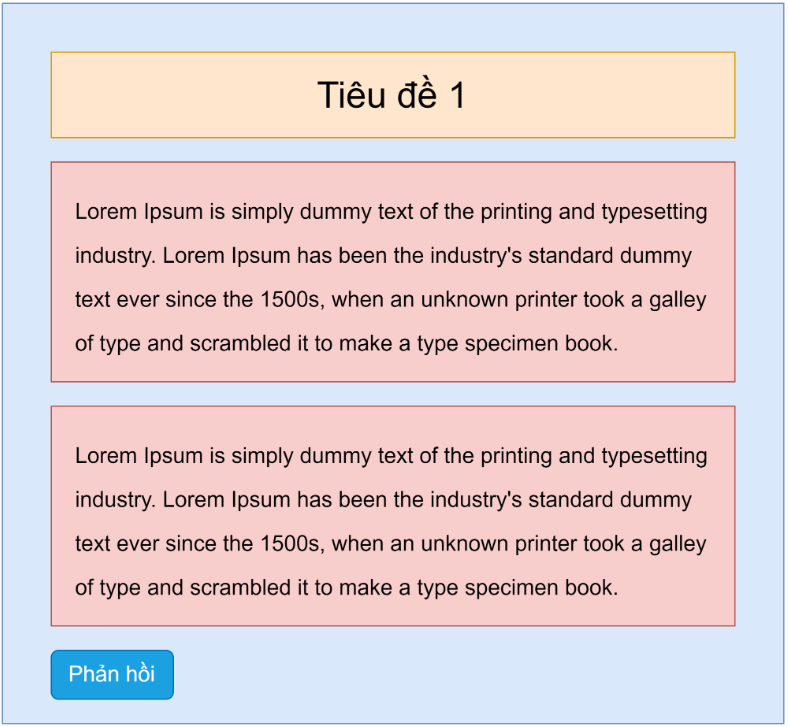 Tiêu đề 1
Lorem Ipsum is simply dummy text of the printing and typesetting
industry. Lorem Ipsum has been the industry's standard dummy
text ever since the 1500s, when an unknown printer took a galley
of type and scrambled it to make a type specimen book.
Lorem Ipsum is simply dummy text of the printing and typesetting
industry. Lorem Ipsum has been the industry's standard dummy
text ever since the 1500s, when an unknown printer took a galley
of type and scrambled it to make a type specimen book.
Phản hồi